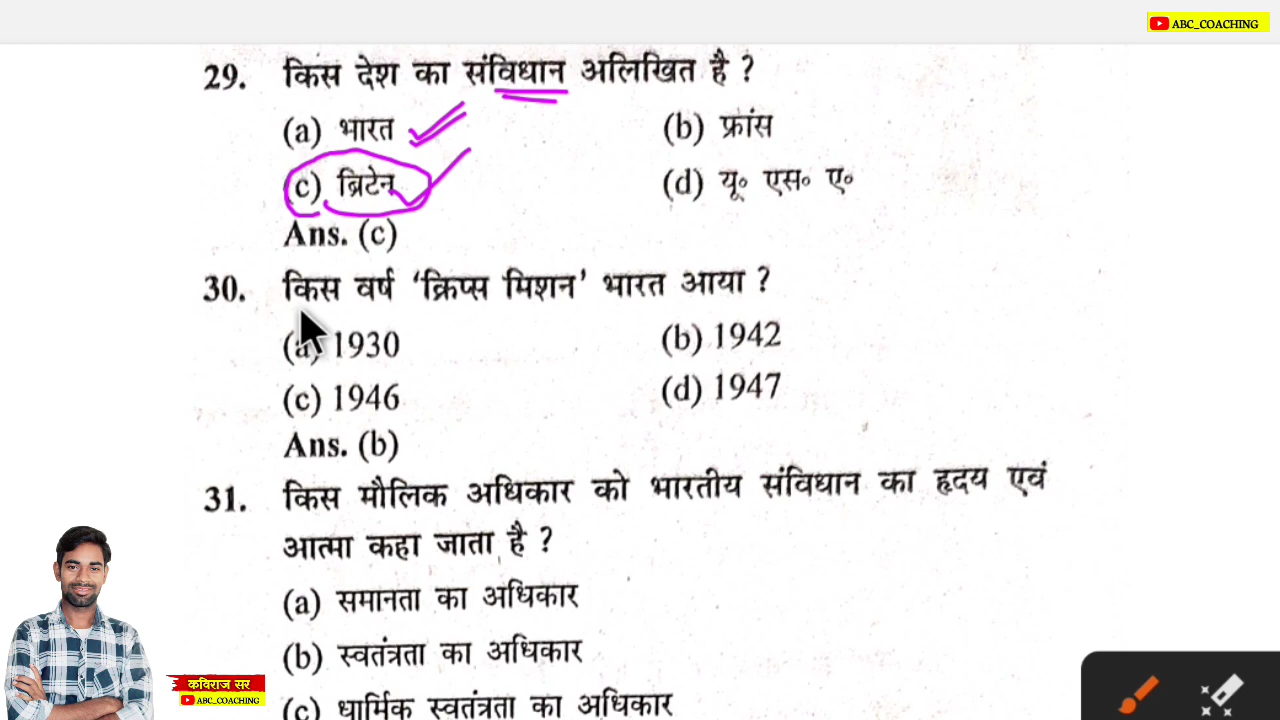 ABC_COACHING
29. किस देश का संविधान अलिखित है ?
(a) भारत (b) फ्रांस
(c) ब्रिटेन (d) यू॰ एस॰ ए॰
Ans. (c)
30. किस वर्ष ‘क्रिप्स मिशन’ भारत आया ?
(a) 1930 (b) 1942
(c) 1946 (d) 1947
Ans. (b)
31. किस मौलिक अधिकार को भारतीय संविधान का हृदय एवं
आत्मा कहा जाता है ?
(a) समानता का अधिकार
(b) स्वतंत्रता का अधिकार
(c) धार्मिक स्वतंत्रता का अधिकार
कविराज सर
ABC_COACHING